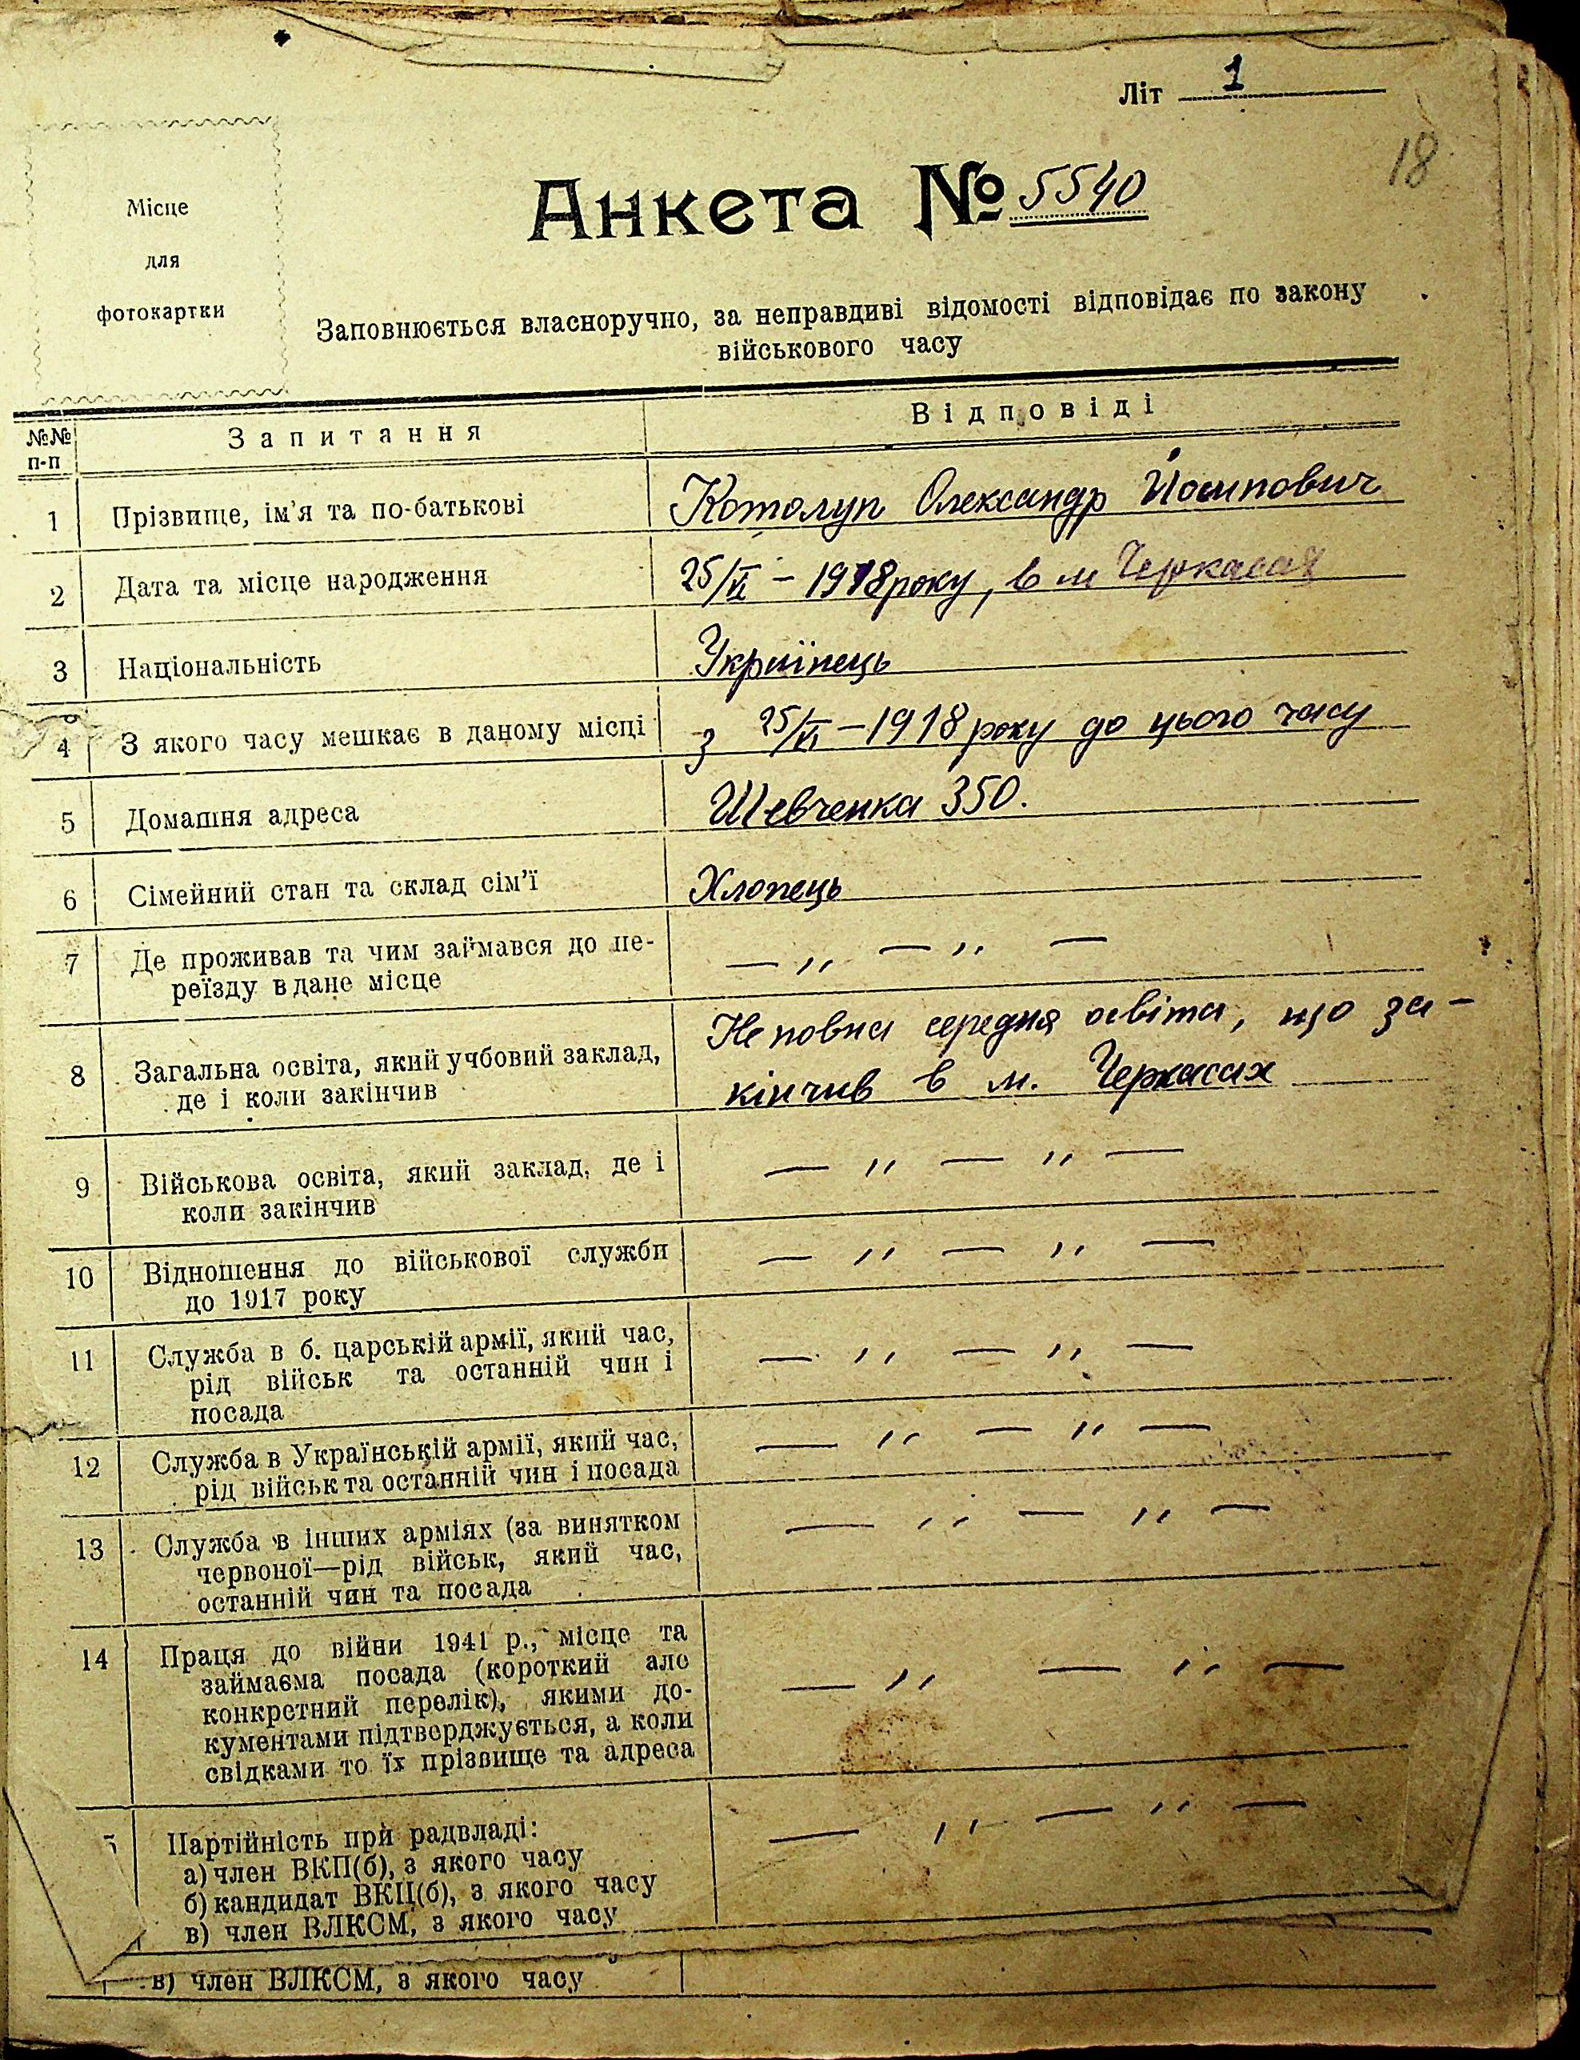 Літ 1
18
Місце
для
фотокартки
Анкета № 5540
Заповнюється власноручно, за неправдиві відомості відповідає по закону
військового часу
№№
п-п
Запитання
Відповіді
1 Прізвище, ім'я та по-батькові Котолуп Олександр Йосипович
2 Дата та місце народження 25/VI – 1918 року, в м Черкасах
3 Національність Українець
4 З якого часу мешкає в даному місці з 25/VI – 1918 року до цього часу
5 Домашня адреса Шевченка 350.
6 Сімейний стан та склад сім'ї Хлопець
7 Де проживав та чим займався до пе- — ,, — ,, —
реїзду в дане місце
8 Загальна освіта, який учбовий заклад, Не повна середня освіта, що за-
де і коли закінчив кінчив в м. Черкасах
9 Військова освіта, який заклад, де і — ,, — ,, —
коли закінчив
10 Відношення до військової служби — ,, — ,, —
до 1917 року
11 Служба в б. царській армії, який час, — ,, — ,, —
рід військ та останній чин і
посада
12 Служба в Українській армії, який час, — ,, — ,, —
рід військ та останній чин і посада
13 Служба в інших арміях (за винятком — ,, — ,, —
червоної—рід військ, який час,
останній чин та посада
14 Праця до війни 1941 р., місце та
займаєма посада (короткий але — ,, — ,, —
конкретний перелік), якими до-
кументами підтверджується, а коли
свідками то їх прізвище та адреса
5 Партійність при радвладі: — ,, — ,, —
а) член ВКП(б), з якого часу
б) кандидат ВКЦ(б), з якого часу
в) член ВЛКСМ, з якого часу
в) член ВЛКСМ, з якого часу